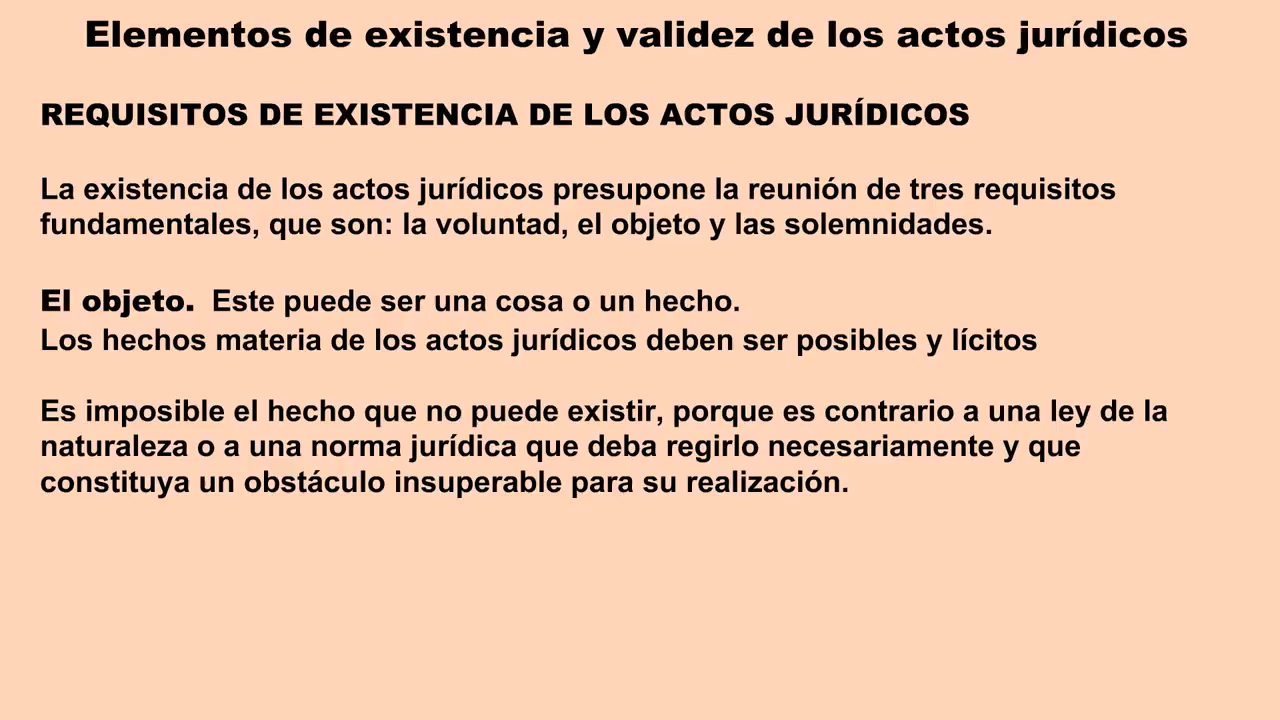 Elementos de existencia y validez de los actos jurídicos
REQUISITOS DE EXISTENCIA DE LOS ACTOS JURÍDICOS
La existencia de los actos jurídicos presupone la reunión de tres requisitos
fundamentales, que son: la voluntad, el objeto y las solemnidades.
El objeto. Este puede ser una cosa o un hecho.
Los hechos materia de los actos jurídicos deben ser posibles y lícitos
Es imposible el hecho que no puede existir, porque es contrario a una ley de la
naturaleza o a una norma jurídica que deba regirlo necesariamente y que
constituya un obstáculo insuperable para su realización.